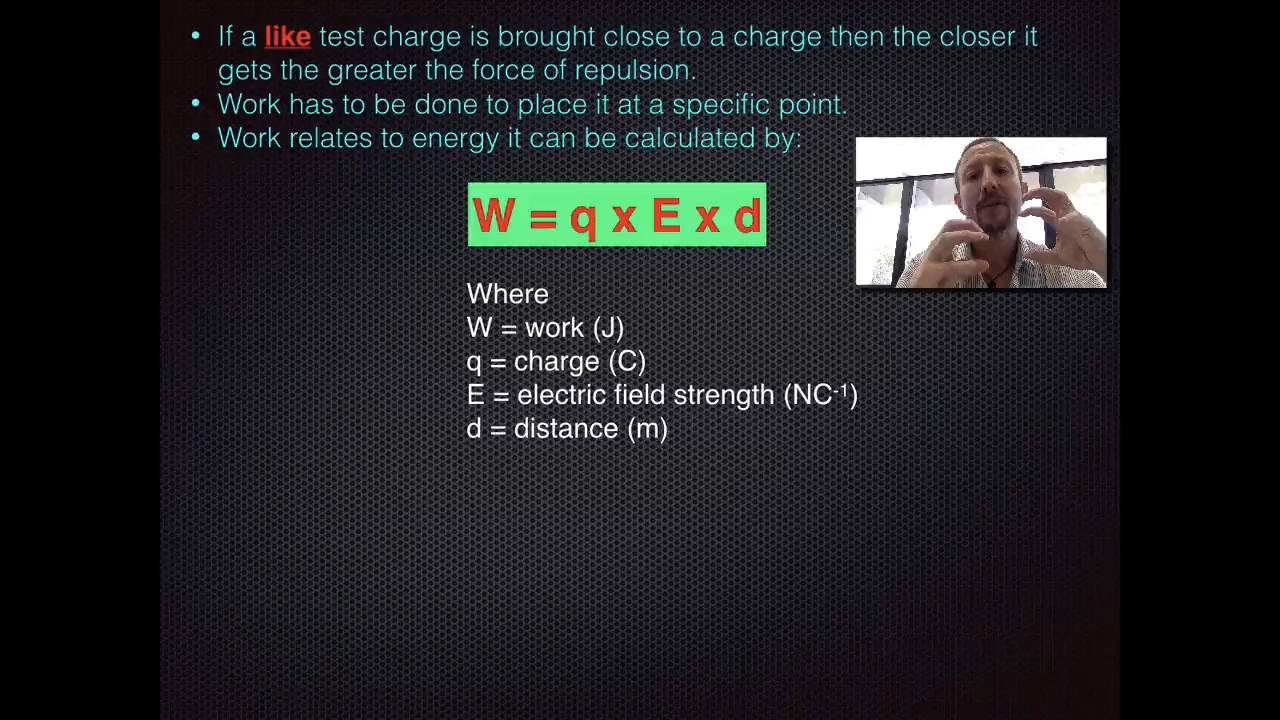 • If a like test charge is brought close to a charge then the closer it
gets the greater the force of repulsion.
• Work has to be done to place it at a specific point.
• Work relates to energy it can be calculated by:
W = q x E x d
Where
W = work (J)
q = charge (C)
E = electric field strength (NC⁻¹)
d = distance (m)